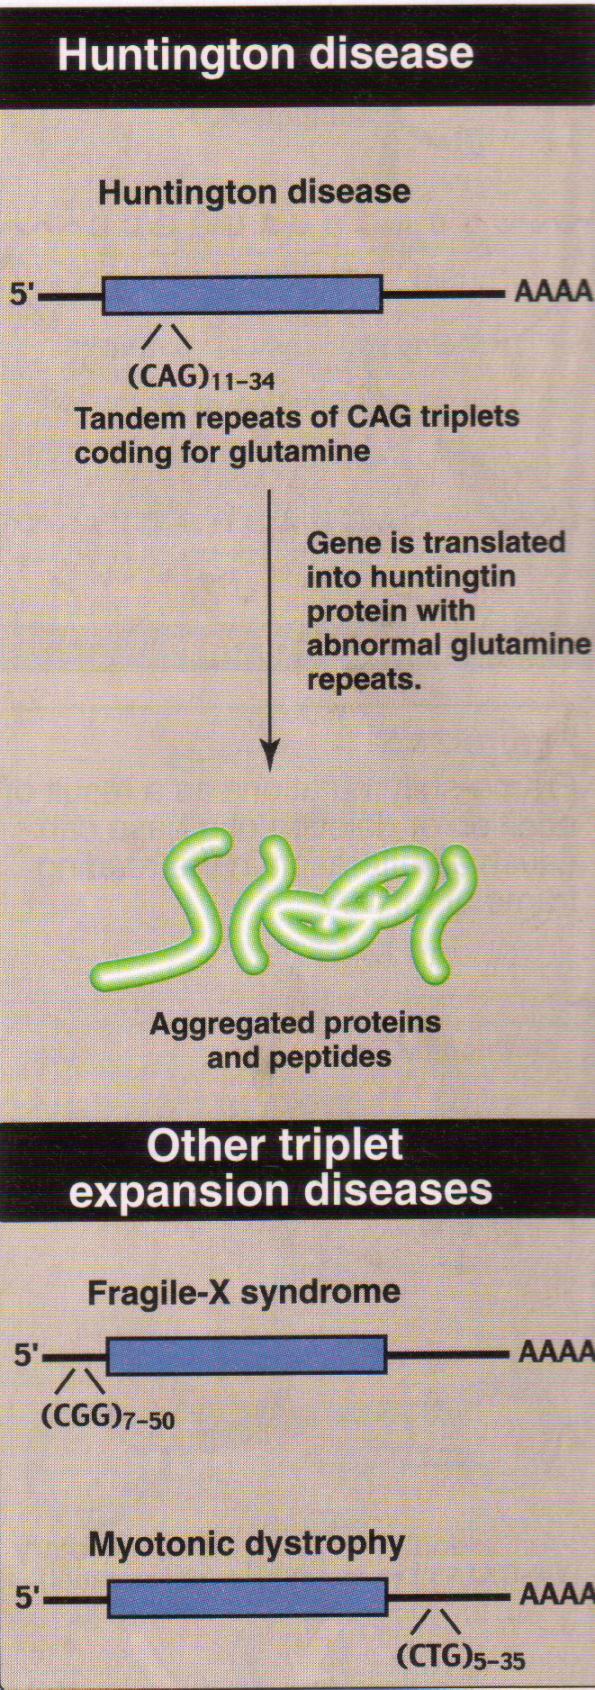 Huntington disease
Huntington disease
5' AAAA
(CAG)11–34
Tandem repeats of CAG triplets
coding for glutamine
Gene is translated
into huntingtin
protein with
abnormal glutamine
repeats.
Aggregated proteins
and peptides
Other triplet
expansion diseases
Fragile-X syndrome
5' AAAA
(CGG)7–50
Myotonic dystrophy
5' AAAA
(CTG)5–35